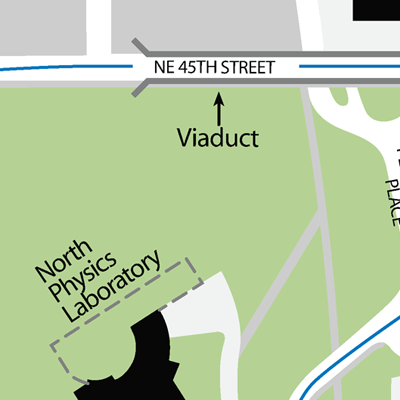 NE 45TH STREET
Viaduct
PLACE
North
Physics
Laboratory